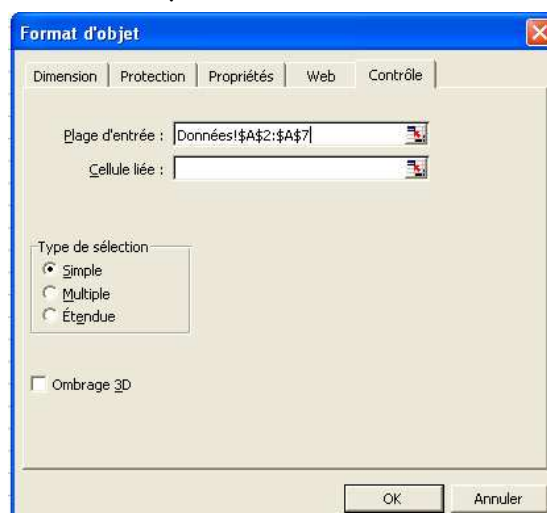 Format d'objet
Dimension Protection Propriétés Web Contrôle
Plage d'entrée : Données!$A$2:$A$7
Cellule liée :
Type de sélection
Simple
Multiple
Étendue
Ombrage 3D
OK Annuler